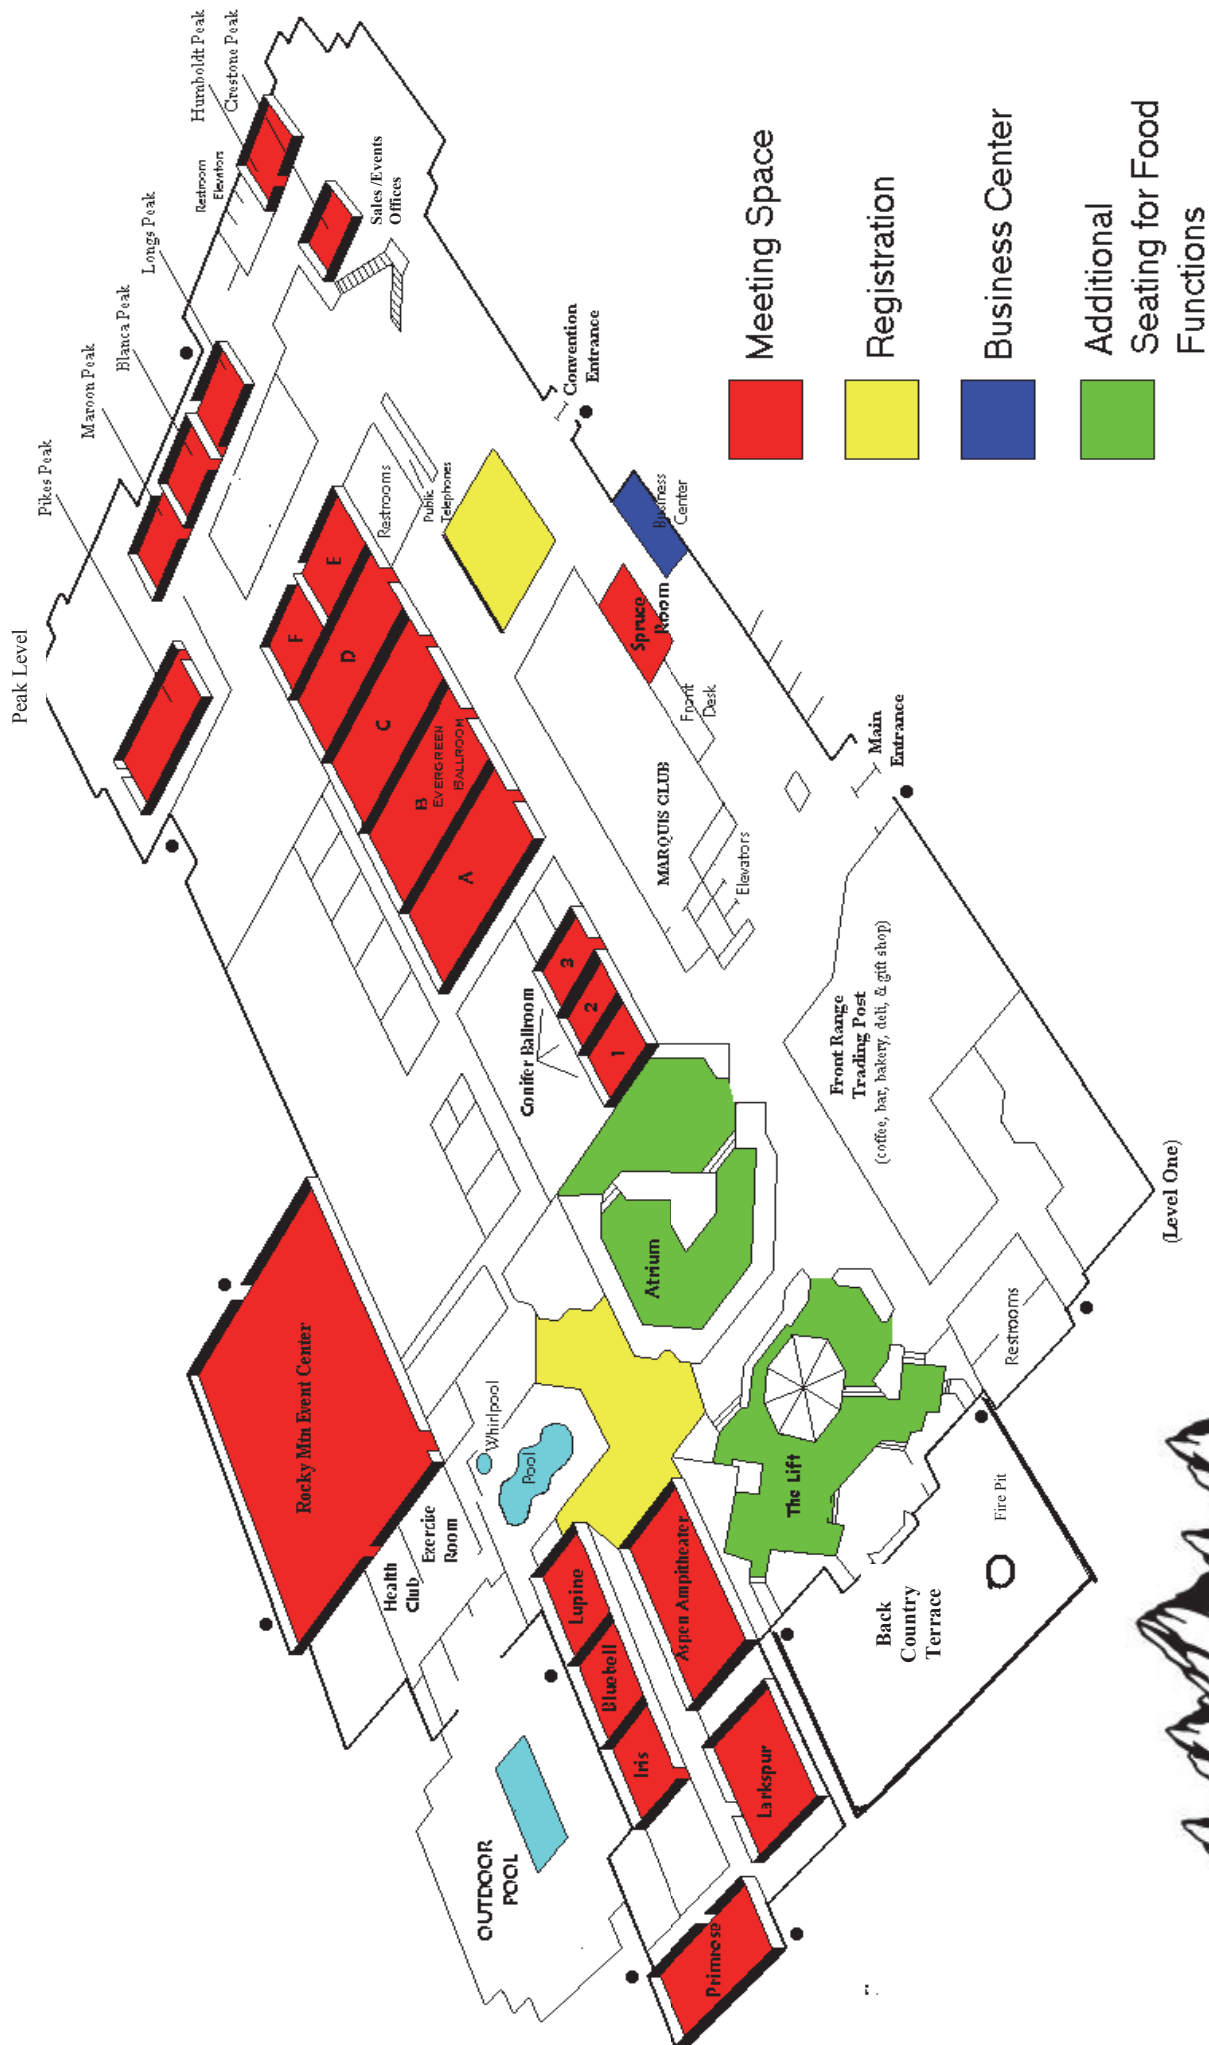 Peak Level
Pikes Peak
Maroon Peak
Blanca Peak
Longs Peak
Humboldt Peak
Crestone Peak
Restroom
Elevators
Sales /Events
Offices
Convention
Entrance
Restrooms
Public
Telephones
Business
Center
Spruce
Room
Front
Desk
MARQUIS CLUB
Elevators
Main
Entrance
F
E
D
C
B
EVERGREEN
BALLROOM
A
Conifer Ballroom
3
2
1
Front Range
Trading Post
(coffee, bar, bakery, deli, & gift shop)
(Level One)
Restrooms
Atrium
The Lift
Rocky Mtn Event Center
Health
Club
Exercise
Room
Whirlpool
Pool
Lupine
Bluebell
Iris
Aspen Ampitheater
Larkspur
Primrose
OUTDOOR
POOL
Back
Country
Terrace
Fire Pit
Meeting Space
Registration
Business Center
Additional
Seating for Food
Functions